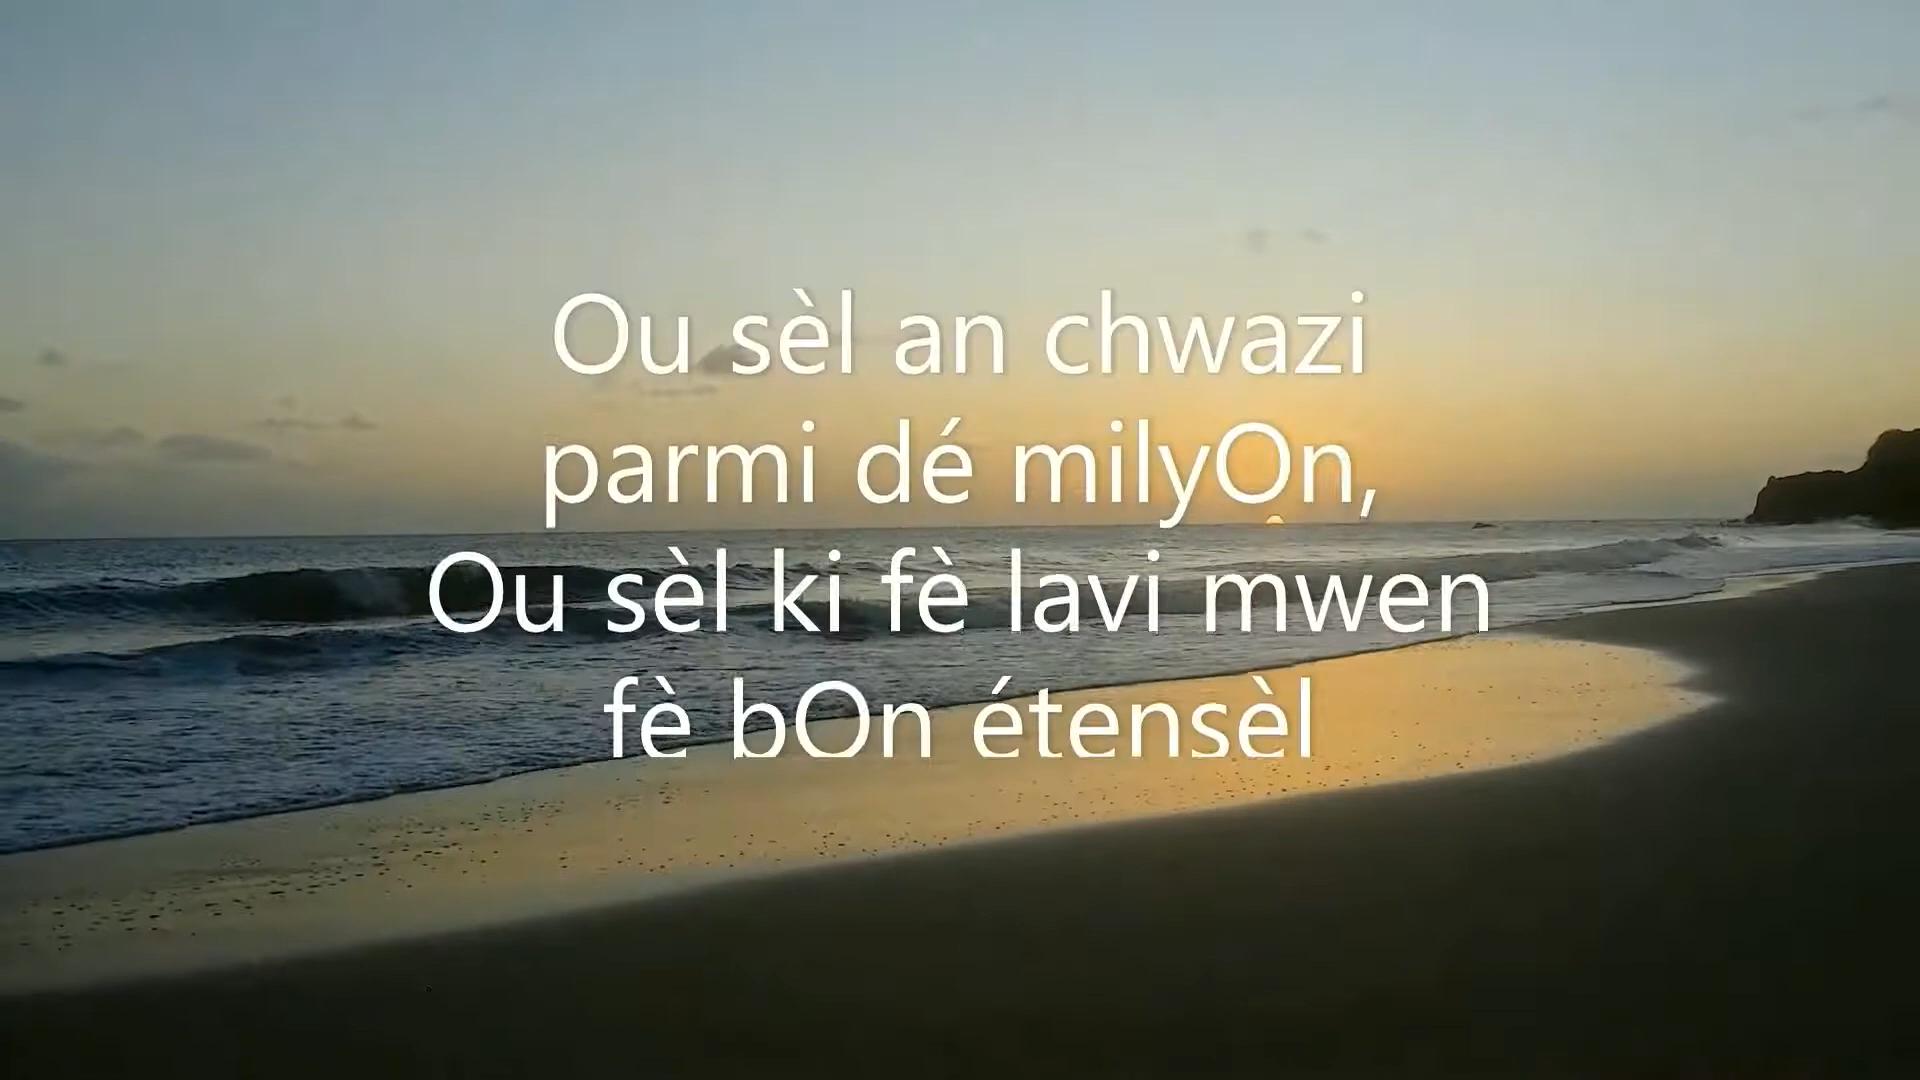 Ou sèl an chwazi
parmi dé milyOn,
Ou sèl ki fè lavi mwen
fè bOn étensèl